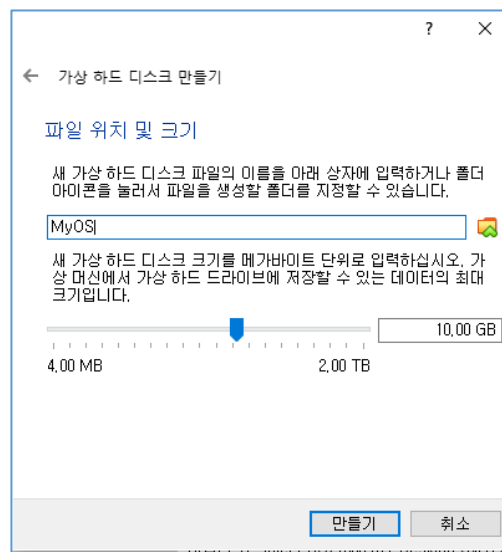 ?
가상 하드 디스크 만들기
파일 위치 및 크기
새 가상 하드 디스크 파일의 이름을 아래 상자에 입력하거나 폴더
아이콘을 눌러서 파일을 생성할 폴더를 지정할 수 있습니다.
MyOS
새 가상 하드 디스크 크기를 메가바이트 단위로 입력하십시오. 가
상 머신에서 가상 하드 드라이브에 저장할 수 있는 데이터의 최대
크기입니다.
10,00 GB
4,00 MB 2,00 TB
만들기 취소